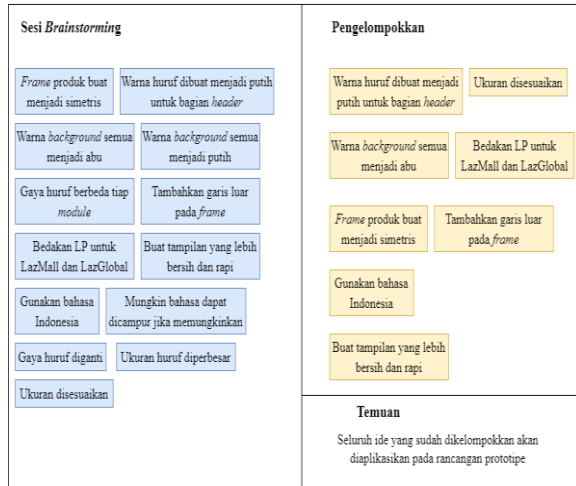 Sesi Brainstorming
Frame produk buat
menjadi simetris
Warna huruf dibuat menjadi putih
untuk bagian header
Warna background semua
menjadi abu
Warna background semua
menjadi putih
Gaya huruf berbeda tiap
module
Tambahkan garis luar
pada frame
Bedakan LP untuk
LazMall dan LazGlobal
Buat tampilan yang lebih
bersih dan rapi
Gunakan bahasa
Indonesia
Mungkin bahasa dapat
dicampur jika memungkinkan
Gaya huruf diganti
Ukuran huruf diperbesar
Ukuran disesuaikan
Pengelompokkan
Warna huruf dibuat menjadi
putih untuk bagian header
Ukuran disesuaikan
Warna background semua
menjadi abu
Bedakan LP untuk
LazMall dan LazGlobal
Frame produk buat
menjadi simetris
Tambahkan garis luar
pada frame
Gunakan bahasa
Indonesia
Buat tampilan yang lebih
bersih dan rapi
Temuan
Seluruh ide yang sudah dikelompokkan akan
diaplikasikan pada rancangan prototipe